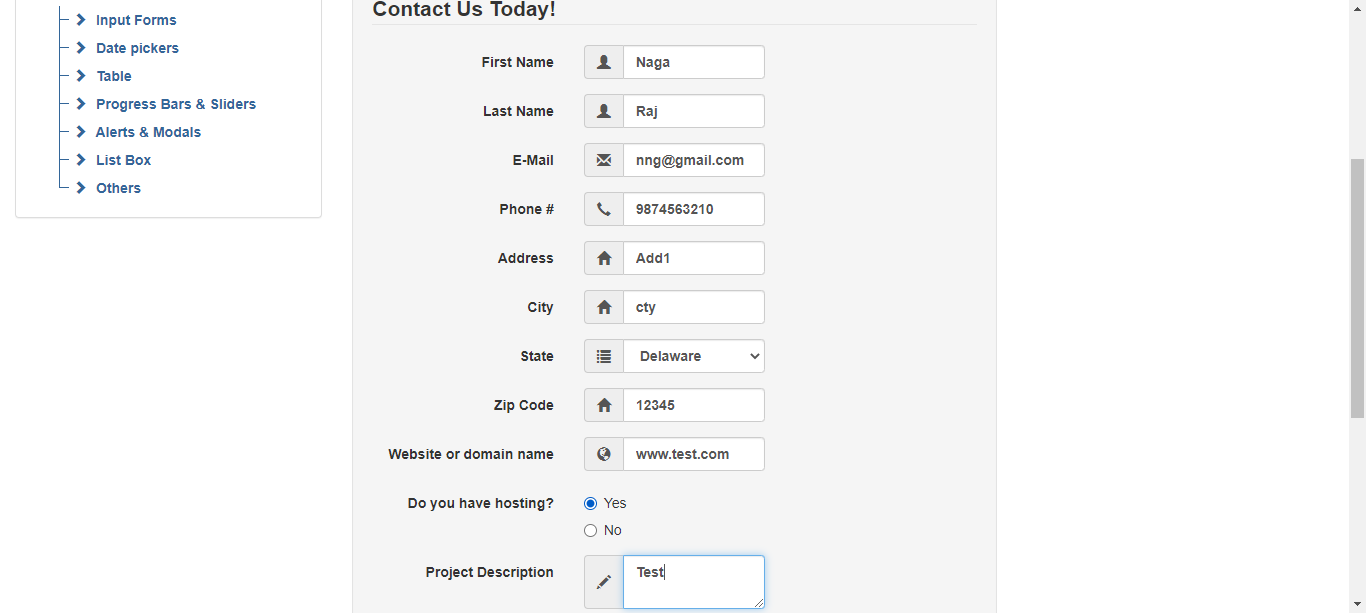 Input Forms
Date pickers
Table
Progress Bars & Sliders
Alerts & Modals
List Box
Others
Contact Us Today!
First Name Naga
Last Name Raj
E-Mail nng@gmail.com
Phone # 9874563210
Address Add1
City cty
State Delaware
Zip Code 12345
Website or domain name www.test.com
Do you have hosting? Yes
No
Project Description Test